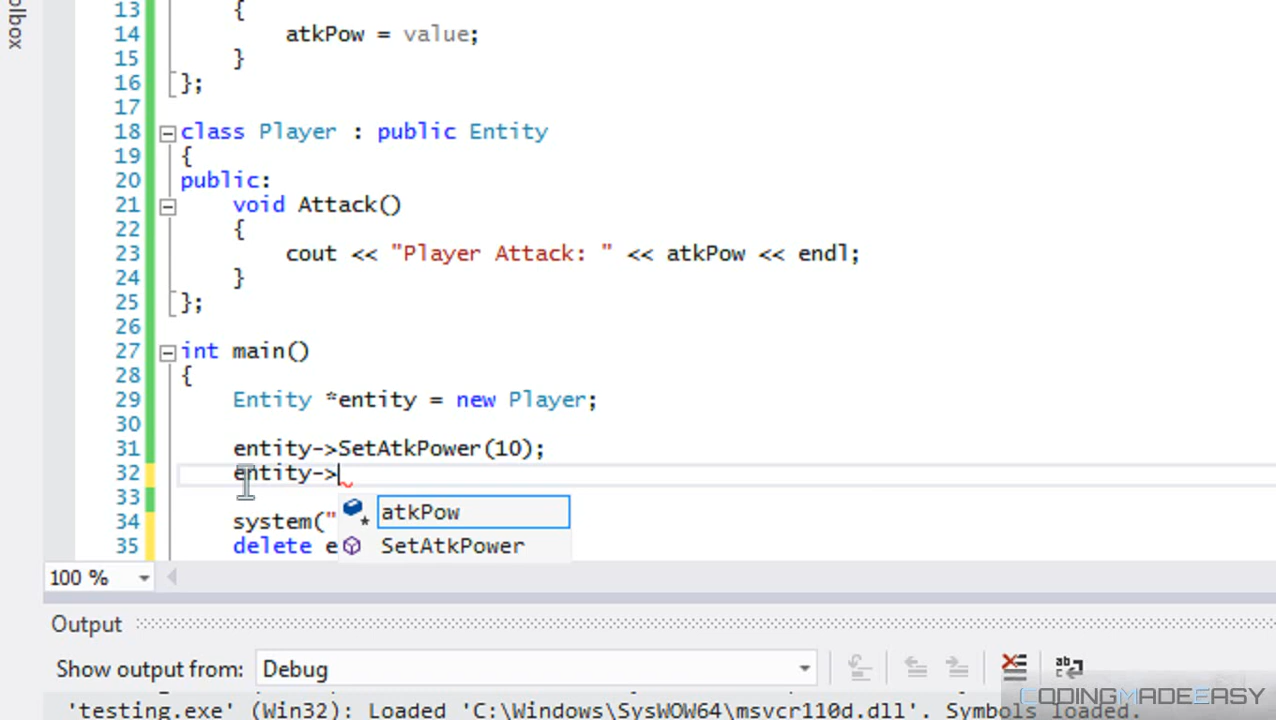 olbox
13 {
14 atkPow = value;
15 }
16 };
17
18 class Player : public Entity
19 {
20 public:
21 void Attack()
22 {
23 cout << "Player Attack: " << atkPow << endl;
24 }
25 };
26
27 int main()
28 {
29 Entity *entity = new Player;
30
31 entity->SetAtkPower(10);
32 entity->
33
atkPow
34 system("
35 delete e
SetAtkPower
100 %
Output
Show output from: Debug
'testing.exe' (Win32): Loaded 'C:\Windows\SysWOW64\msvcr110d.dll'. Symbols loaded.
CODINGMADEEASY